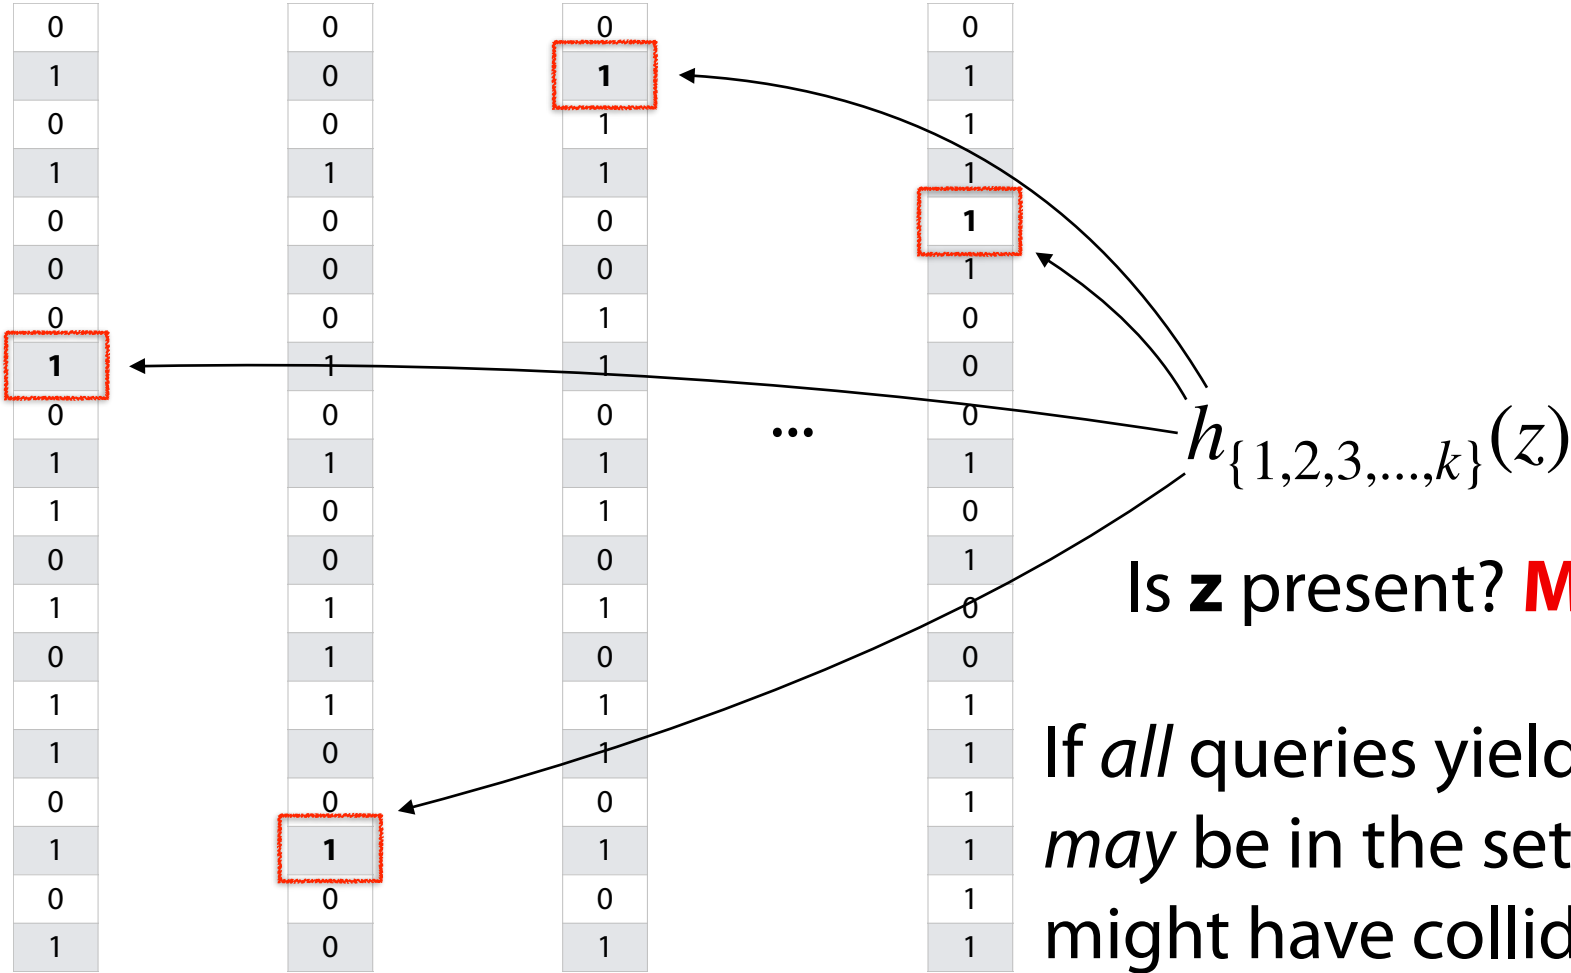 0 0 0 0
1 0 1 1
0 0 1 1
1 1 1 1
0 0 0 1
0 0 0 1
0 0 1 0
1 1 1 0
0 0 0 ... 0
h{1,2,3,...,k}(z)
1 1 1 1
1 0 1 0
0 0 0 1
Is z present? M
1 1 1 0
0 1 0 0
1 1 1 1
If all queries yield
1 0 1 1
0 0 0 1
may be in the set
1 1 1 1
0 0 0 1
might have collid
1 0 1 1